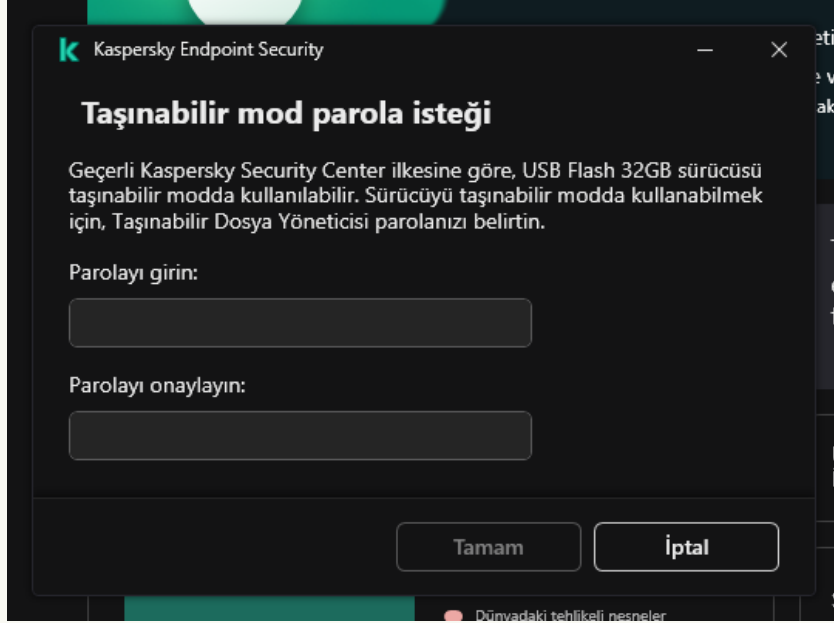 Kaspersky Endpoint Security
Taşınabilir mod parola isteği
Geçerli Kaspersky Security Center ilkesine göre, USB Flash 32GB sürücüsü
taşınabilir modda kullanılabilir. Sürücüyü taşınabilir modda kullanabilmek
için, Taşınabilir Dosya Yöneticisi parolanızı belirtin.
Parolayı girin:
Parolayı onaylayın:
Tamam
İptal
Dünyadaki tehlikeli nesneler